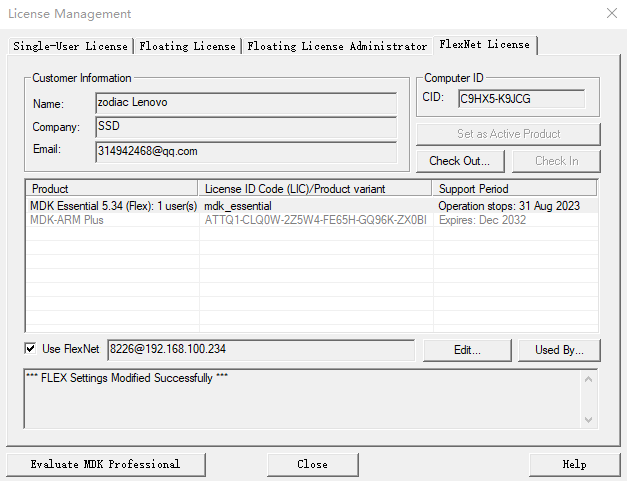 License Management
Single-User License Floating License Floating License Administrator FlexNet License
Customer Information
Name: zodiac Lenovo
Company: SSD
Email: 314942468@qq.com
Computer ID
CID: C9HX5-K9JCG
Set as Active Product
Check Out... Check In
Product License ID Code (LIC)/Product variant Support Period
MDK Essential 5.34 (Flex): 1 user(s) mdk_essential Operation stops: 31 Aug 2023
MDK-ARM Plus ATTQ1-CLQ0W-2Z5W4-FE65H-GQ96K-ZX0BI Expires: Dec 2032
Use FlexNet 8226@192.168.100.234 Edit... Used By...
*** FLEX Settings Modified Successfully ***
Evaluate MDK Professional Close Help